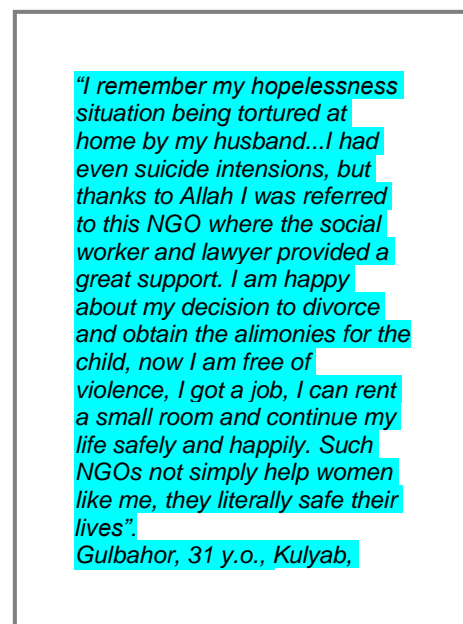 “I remember my hopelessness
situation being tortured at
home by my husband...I had
even suicide intensions, but
thanks to Allah I was referred
to this NGO where the social
worker and lawyer provided a
great support. I am happy
about my decision to divorce
and obtain the alimonies for the
child, now I am free of
violence, I got a job, I can rent
a small room and continue my
life safely and happily. Such
NGOs not simply help women
like me, they literally safe their
lives”.
Gulbahor, 31 y.o., Kulyab,